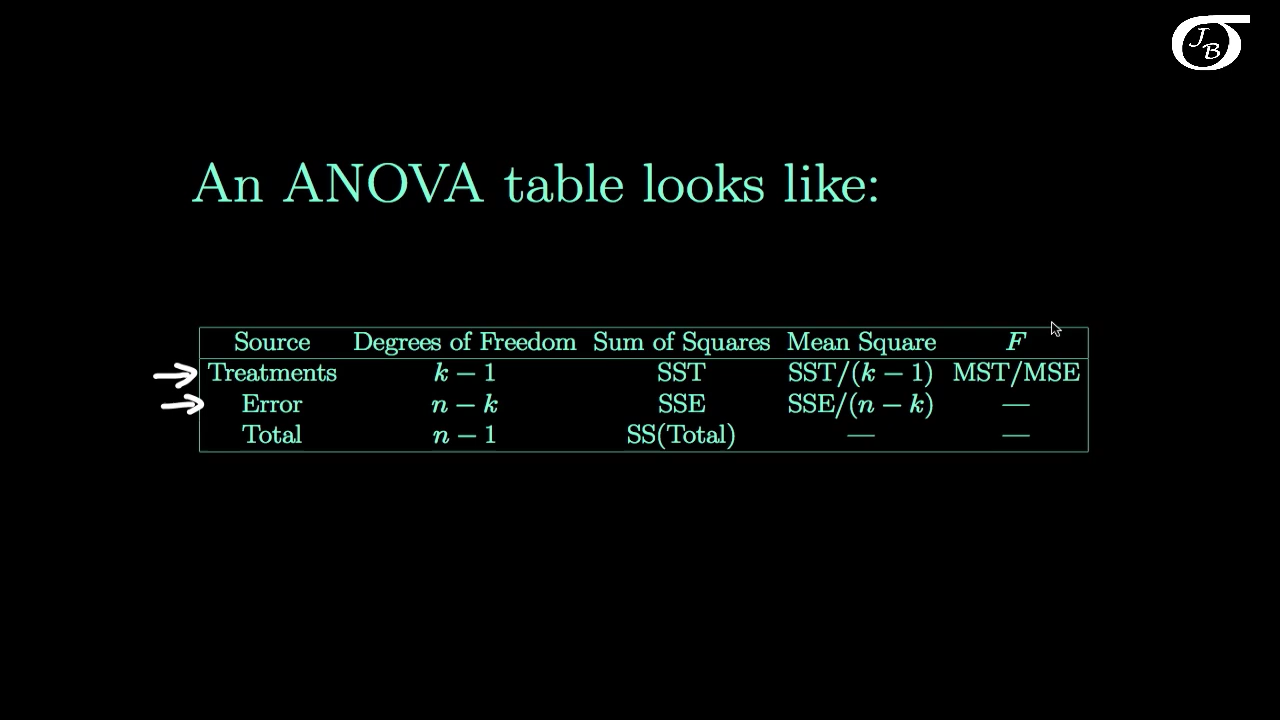 JB
An ANOVA table looks like:
Source Degrees of Freedom Sum of Squares Mean Square F
Treatments k − 1 SST SST/(k − 1) MST/MSE
Error n − k SSE SSE/(n − k) —
Total n − 1 SS(Total) — —